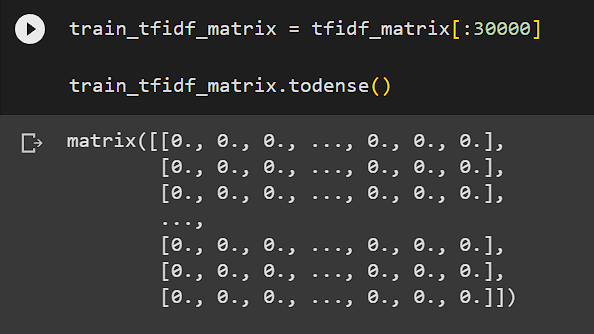 train_tfidf_matrix = tfidf_matrix[:30000]
train_tfidf_matrix.todense()
matrix([[0., 0., 0., ..., 0., 0., 0.],
[0., 0., 0., ..., 0., 0., 0.],
[0., 0., 0., ..., 0., 0., 0.],
...,
[0., 0., 0., ..., 0., 0., 0.],
[0., 0., 0., ..., 0., 0., 0.],
[0., 0., 0., ..., 0., 0., 0.]])